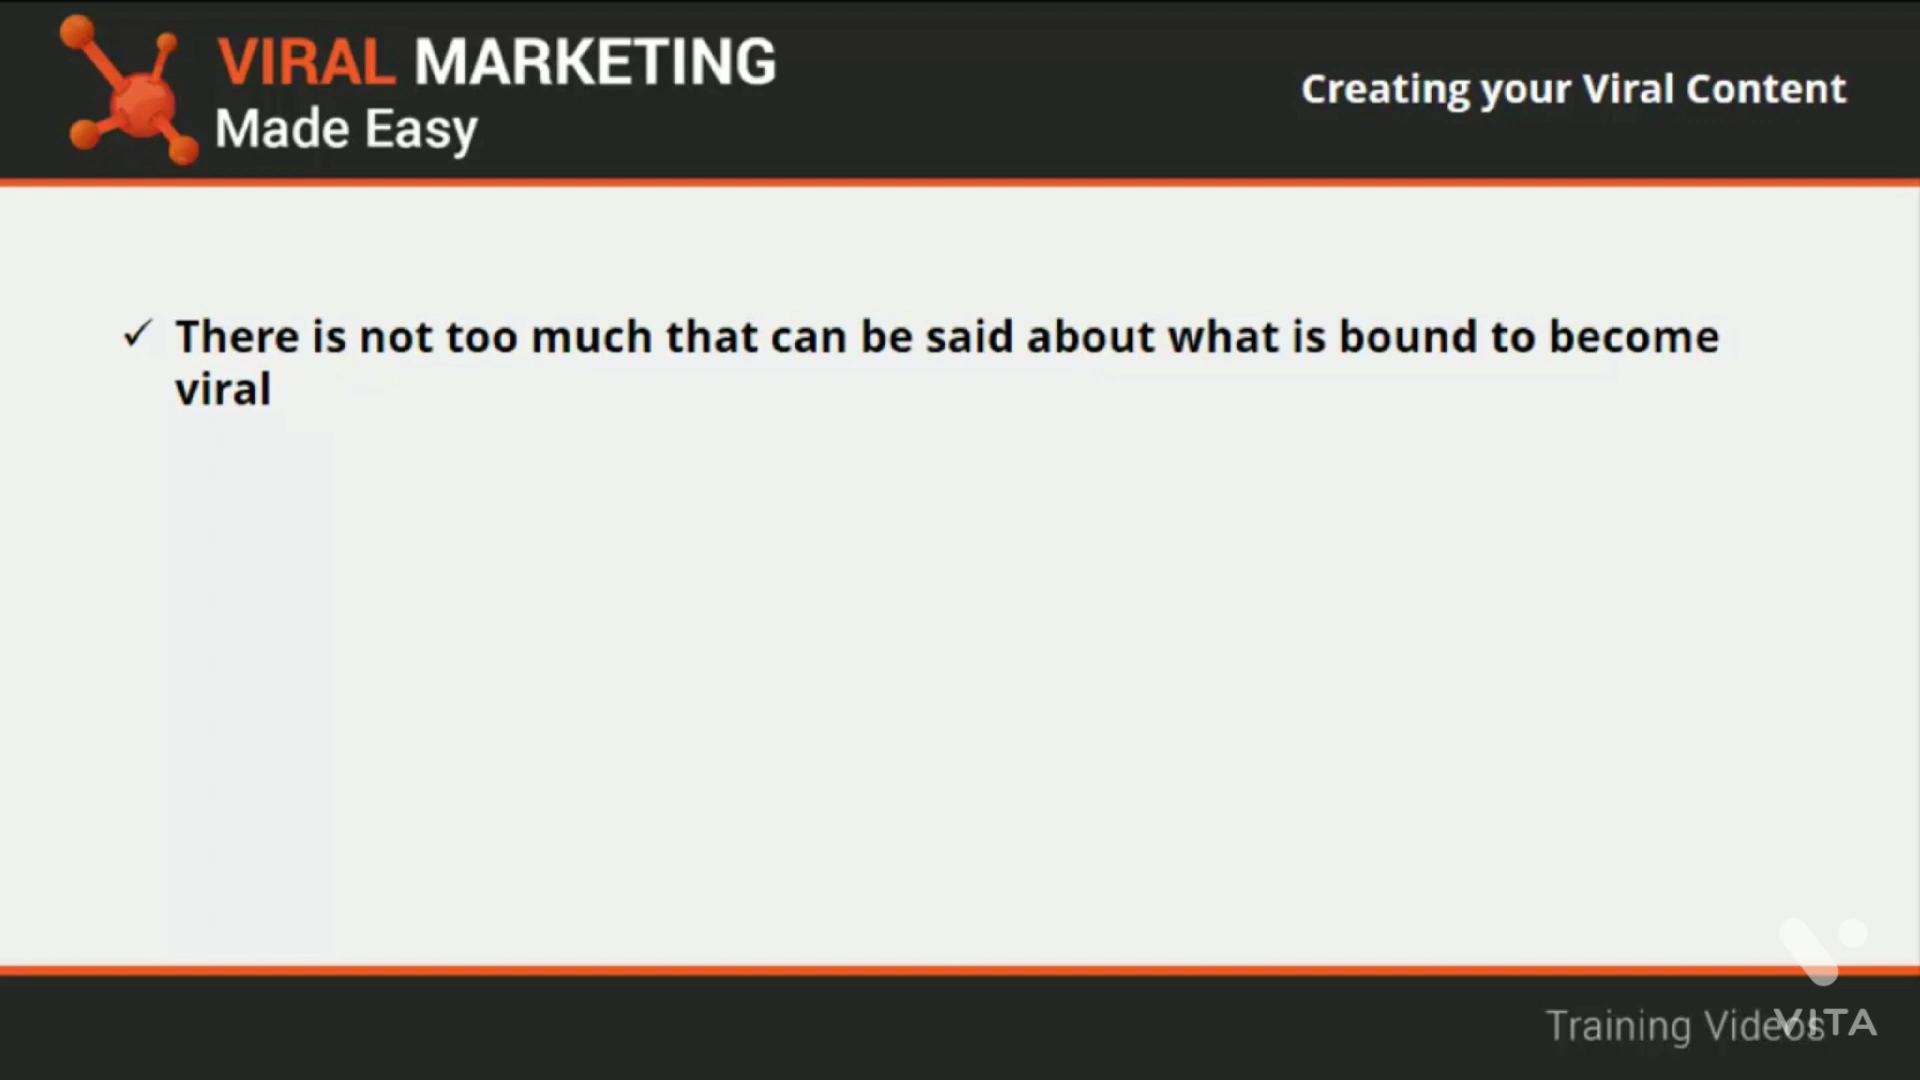 VIRAL MARKETING
Made Easy
Creating your Viral Content
✓ There is not too much that can be said about what is bound to become
viral
Training Videos
VITA